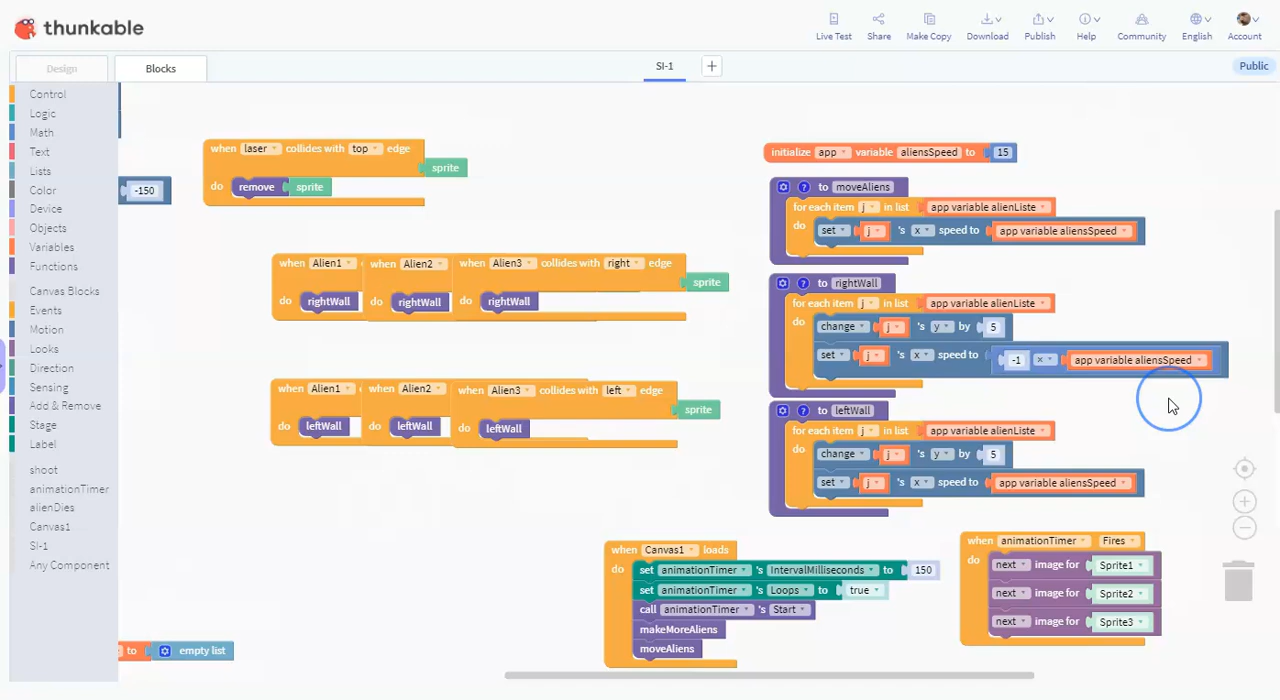 thunkable
Live Test
Share
Make Copy
Download
Publish
Help
Community
English
Account
Design
Blocks
SI-1
+
Public
Control
Logic
Math
Text
Lists
Color
Device
Objects
Variables
Functions
Canvas Blocks
Events
Motion
Looks
Direction
Sensing
Add & Remove
Stage
Label
shoot
animationTimer
alienDies
Canvas1
SI-1
Any Component
-150
when laser collides with top edge
sprite
do remove sprite
when Alien1
do rightWall
when Alien2
do rightWall
when Alien3 collides with right edge
sprite
do rightWall
when Alien1
do leftWall
when Alien2
do leftWall
when Alien3 collides with left edge
sprite
do leftWall
initialize app variable aliensSpeed to 15
? to moveAliens
for each item j in list app variable alienListe
do set j 's x speed to app variable aliensSpeed
? to rightWall
for each item j in list app variable alienListe
do change j 's y by 5
set j 's x speed to -1 × app variable aliensSpeed
? to leftWall
for each item j in list app variable alienListe
do change j 's y by 5
set j 's x speed to app variable aliensSpeed
when Canvas1 loads
do set animationTimer 's IntervalMilliseconds to 150
set animationTimer 's Loops to true
call animationTimer 's Start
makeMoreAliens
moveAliens
when animationTimer Fires
do next image for Sprite1
next image for Sprite2
next image for Sprite3
to empty list